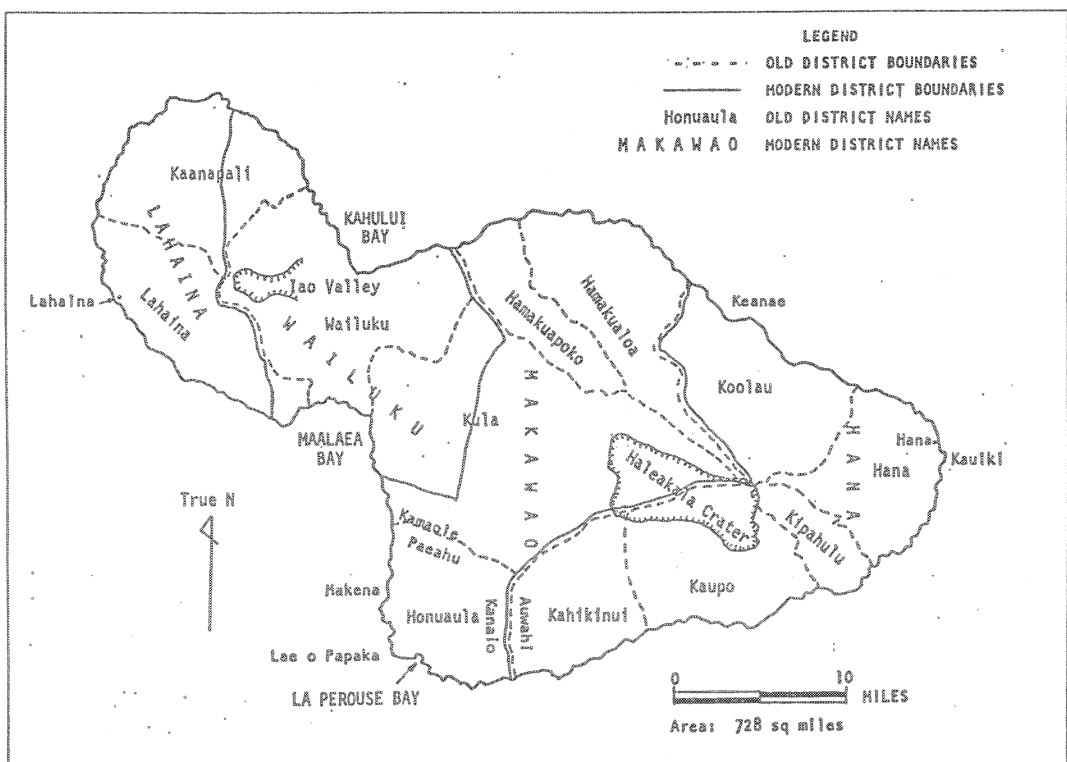 LEGEND
OLD DISTRICT BOUNDARIES
MODERN DISTRICT BOUNDARIES
Honuaula OLD DISTRICT NAMES
MAKAWAO MODERN DISTRICT NAMES
Kaanapali
LAHAINA
KAHULUI
BAY
Iao Valley
Lahaina
Lahaina
Wailuku
WAILUKU
Hamakuapoko
Hamakualoa
Keanae
Koolau
MAKAWAO
Kula
MAALAEA
BAY
HANA
Hana
Hana
Kauiki
Haleakala Crater
Kipahulu
True N
Kamaole
Paeahu
Makena
Honuaula
Kanaio
Auwahi
Kahikinui
Kaupo
Lae o Papaka
LA PEROUSE BAY
0 10
MILES
Area: 728 sq miles